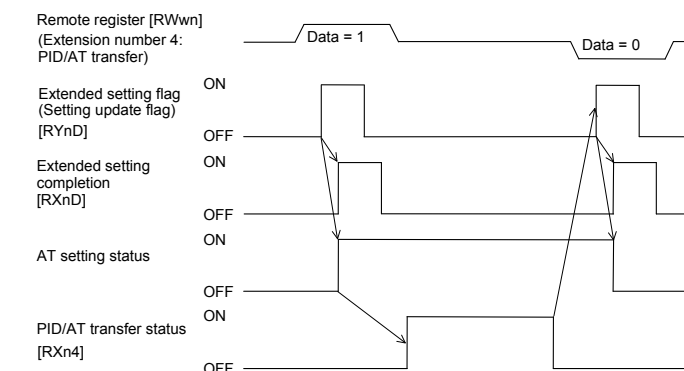 Remote register [RWwn]
(Extension number 4:
PID/AT transfer)
Data = 1
Data = 0
Extended setting flag
(Setting update flag)
[RYnD]
ON
OFF
Extended setting
completion
[RXnD]
ON
OFF
AT setting status
ON
OFF
PID/AT transfer status
[RXn4]
ON
OFF